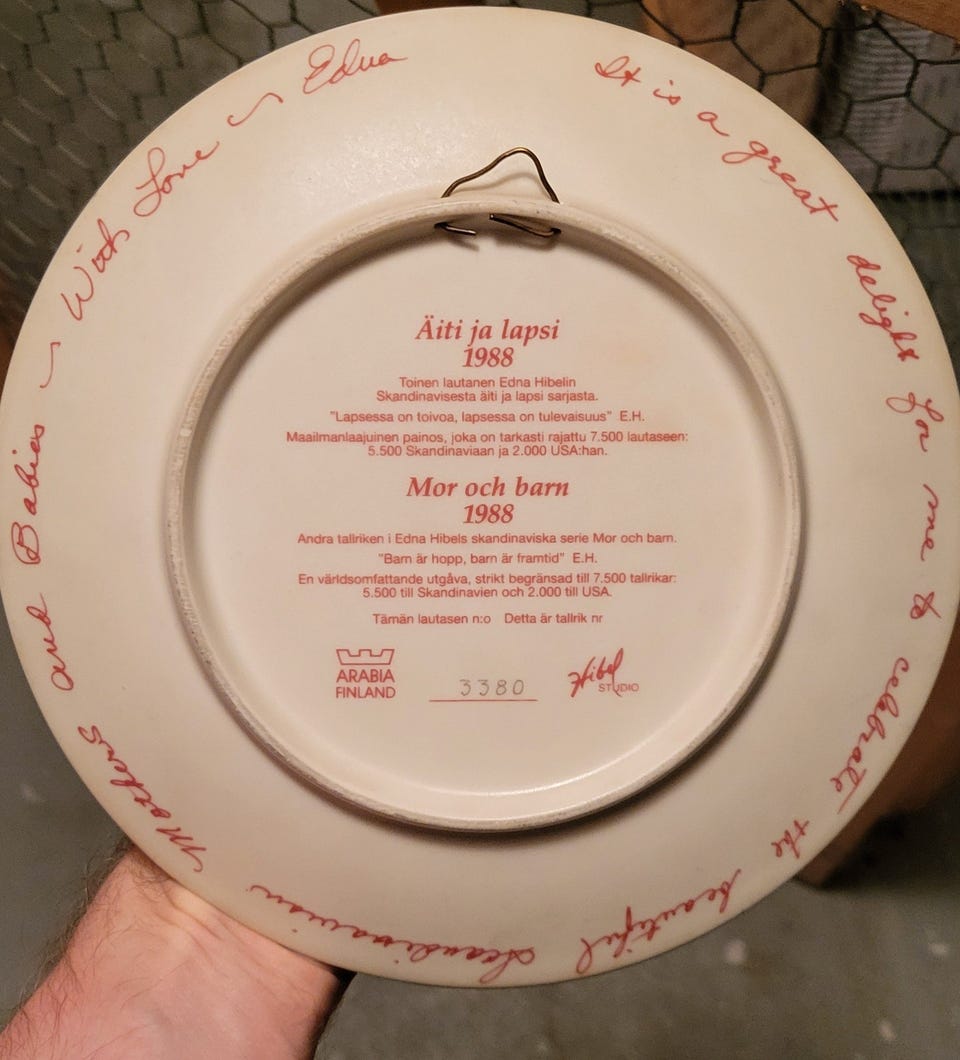 It is a great delight for me to celebrate the beautiful Scandinavian Mothers and Babies ~ With Love ~ Edna
Äiti ja lapsi
1988
Toinen lautanen Edna Hibelin
Skandinavisesta äiti ja lapsi sarjasta.
"Lapsessa on toivoa, lapsessa on tulevaisuus" E.H.
Maailmanlaajuinen painos, joka on tarkasti rajattu 7.500 lautaseen:
5.500 Skandinaviaan ja 2.000 USA:han.
Mor och barn
1988
Andra tallriken i Edna Hibels skandinaviska serie Mor och barn.
"Barn är hopp, barn är framtid" E.H.
En världsomfattande utgåva, strikt begränsad till 7.500 tallrikar:
5.500 till Skandinavien och 2.000 till USA.
Tämän lautasen n:o Detta är tallrik nr
ARABIA
FINLAND
3380
Hibel
STUDIO